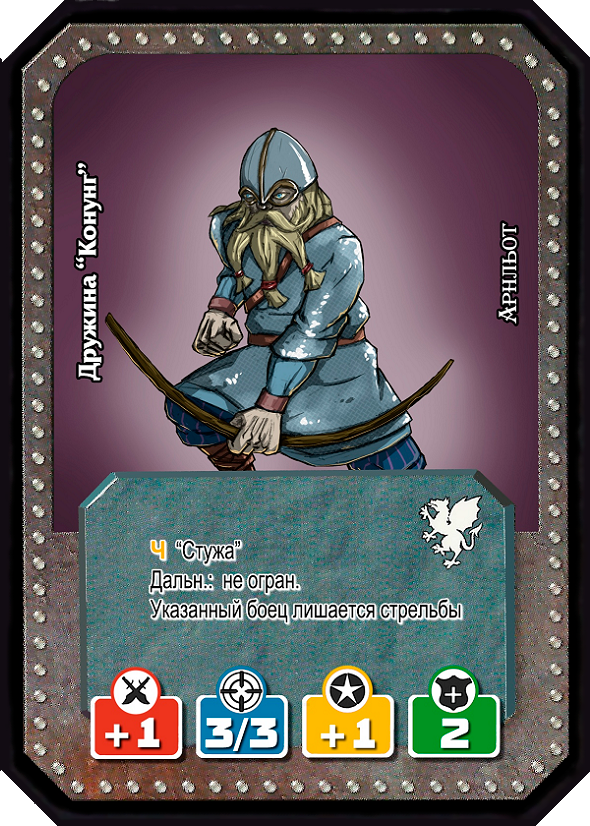 Дружина “Конунг”
Арнльот
Ч “Стужа”
Дальн.: не огран.
Указанный боец лишается стрельбы
+1
3/3
+1
2